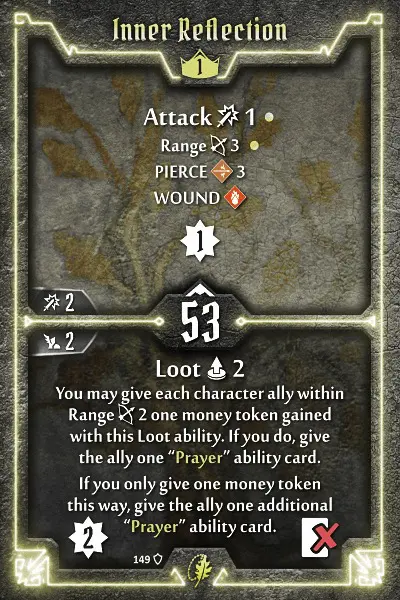 Inner Reflection
1
Attack 1
Range 3
PIERCE 3
WOUND
1
2
53
2
Loot 2
You may give each character ally within
Range 2 one money token gained
with this Loot ability. If you do, give
the ally one “Prayer” ability card.
If you only give one money token
this way, give the ally one additional
“Prayer” ability card.
2
149